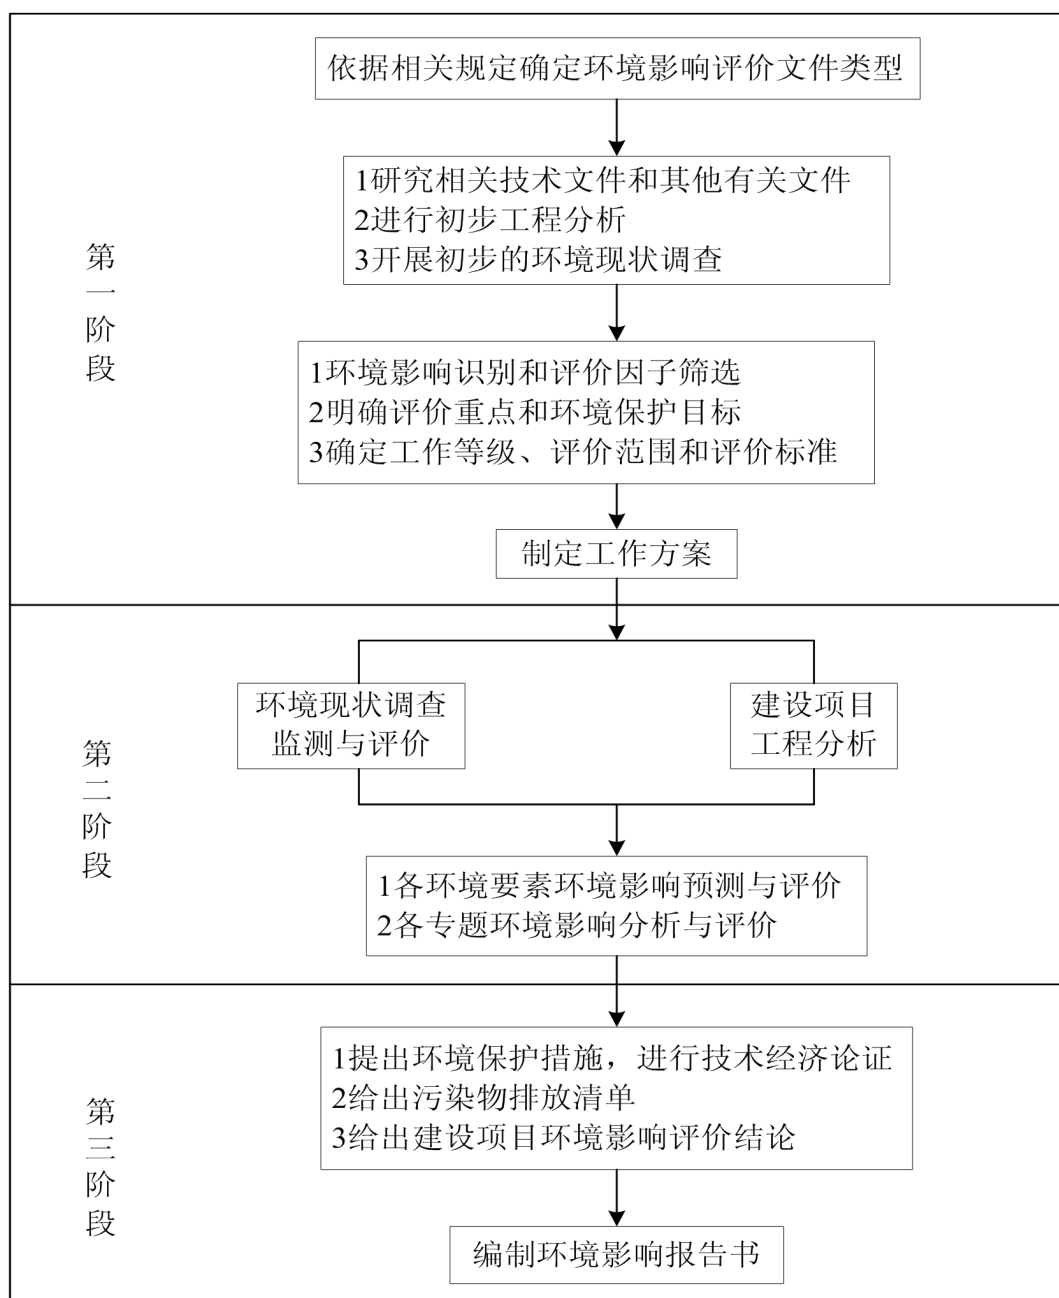 依据相关规定确定环境影响评价文件类型
1研究相关技术文件和其他有关文件
2进行初步工程分析
3开展初步的环境现状调查
第一阶段
1环境影响识别和评价因子筛选
2明确评价重点和环境保护目标
3确定工作等级、评价范围和评价标准
制定工作方案
环境现状调查
监测与评价
建设项目
工程分析
第二阶段
1各环境要素环境影响预测与评价
2各专题环境影响分析与评价
1提出环境保护措施，进行技术经济论证
2给出污染物排放清单
3给出建设项目环境影响评价结论
第三阶段
编制环境影响报告书